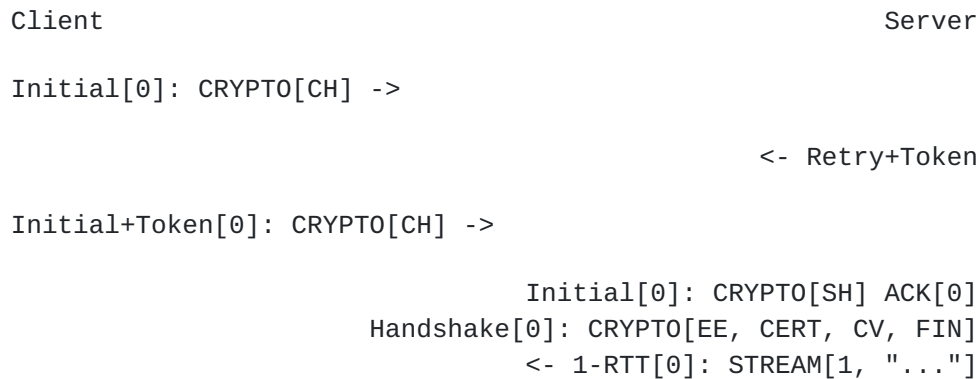 Client Server
Initial[0]: CRYPTO[CH] ->
<- Retry+Token
Initial+Token[0]: CRYPTO[CH] ->
Initial[0]: CRYPTO[SH] ACK[0]
Handshake[0]: CRYPTO[EE, CERT, CV, FIN]
<- 1-RTT[0]: STREAM[1, "..."]